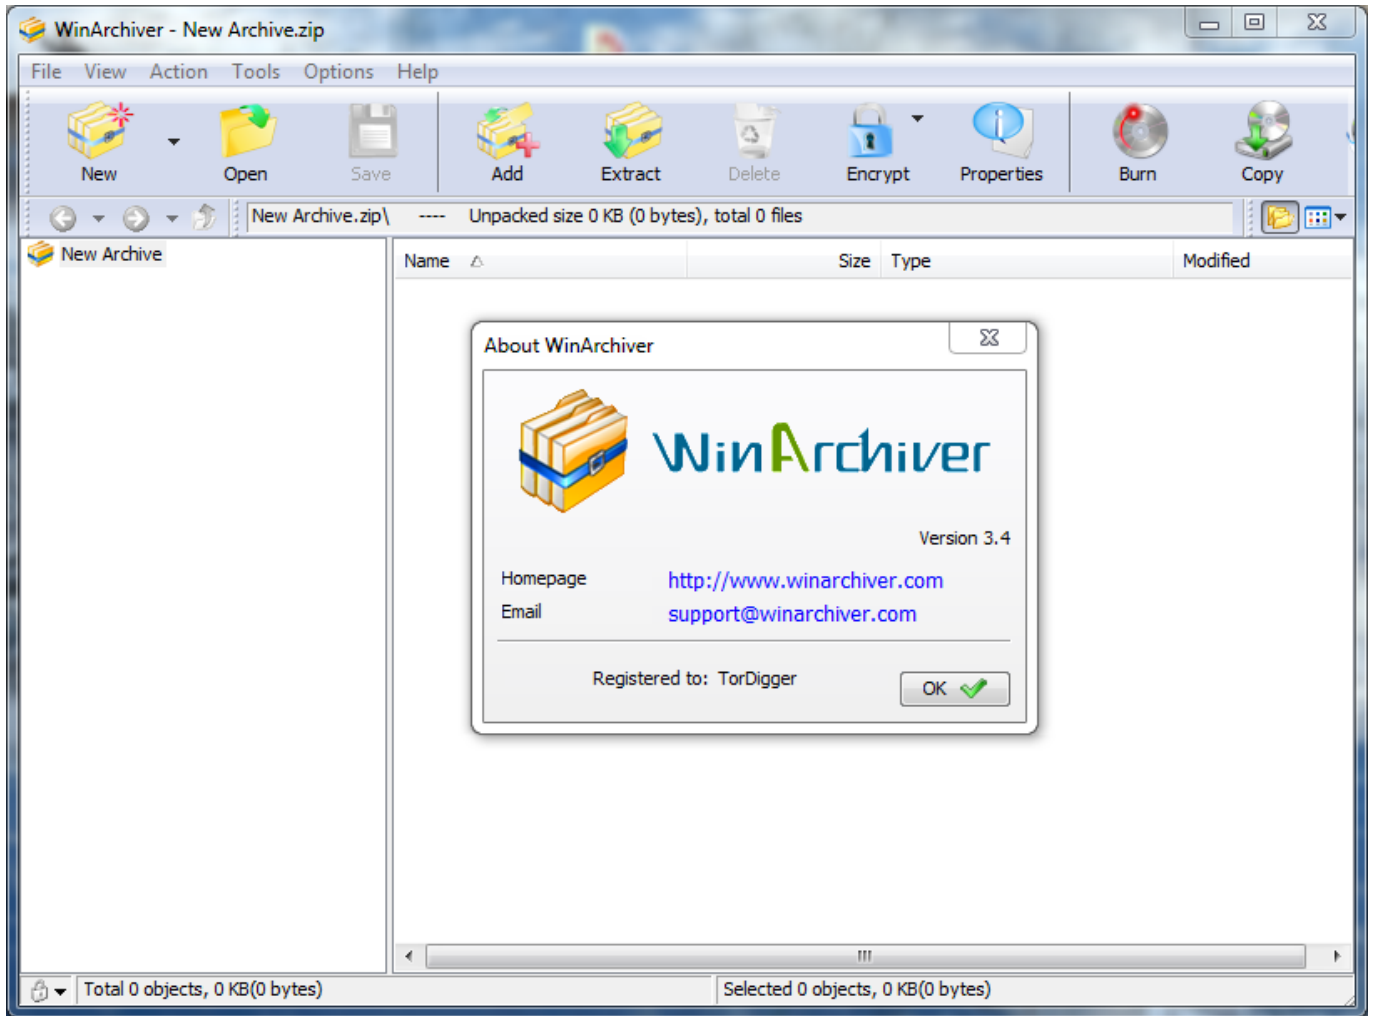 WinArchiver - New Archive.zip
File View Action Tools Options Help
New Open Save Add Extract Delete Encrypt Properties Burn Copy
New Archive.zip\ ---- Unpacked size 0 KB (0 bytes), total 0 files
New Archive
Name Size Type Modified
About WinArchiver
WinArchiver
Version 3.4
Homepage http://www.winarchiver.com
Email support@winarchiver.com
Registered to: TorDigger
OK
Total 0 objects, 0 KB(0 bytes) Selected 0 objects, 0 KB(0 bytes)